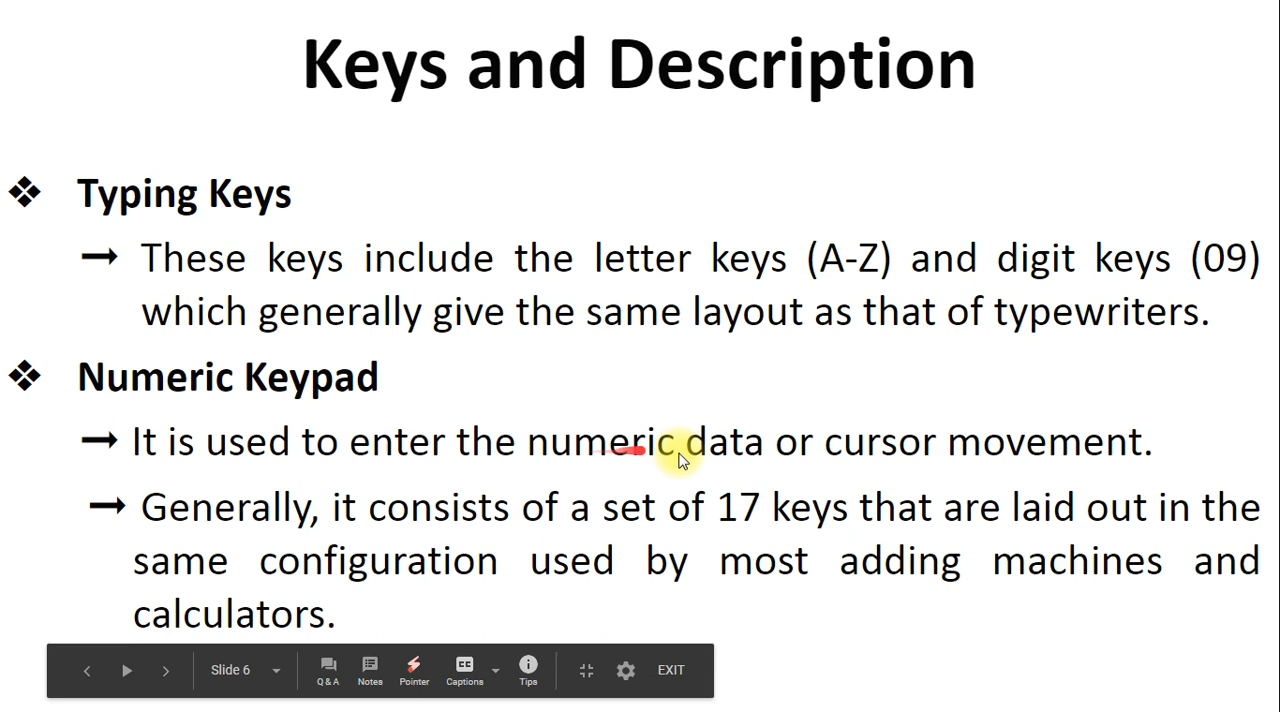 Keys and Description
Typing Keys
These keys include the letter keys (A-Z) and digit keys (09)
which generally give the same layout as that of typewriters.
Numeric Keypad
It is used to enter the numeric data or cursor movement.
Generally, it consists of a set of 17 keys that are laid out in the
same configuration used by most adding machines and
calculators.
Slide 6
Q & A
Notes
Pointer
CC
Captions
Tips
EXIT